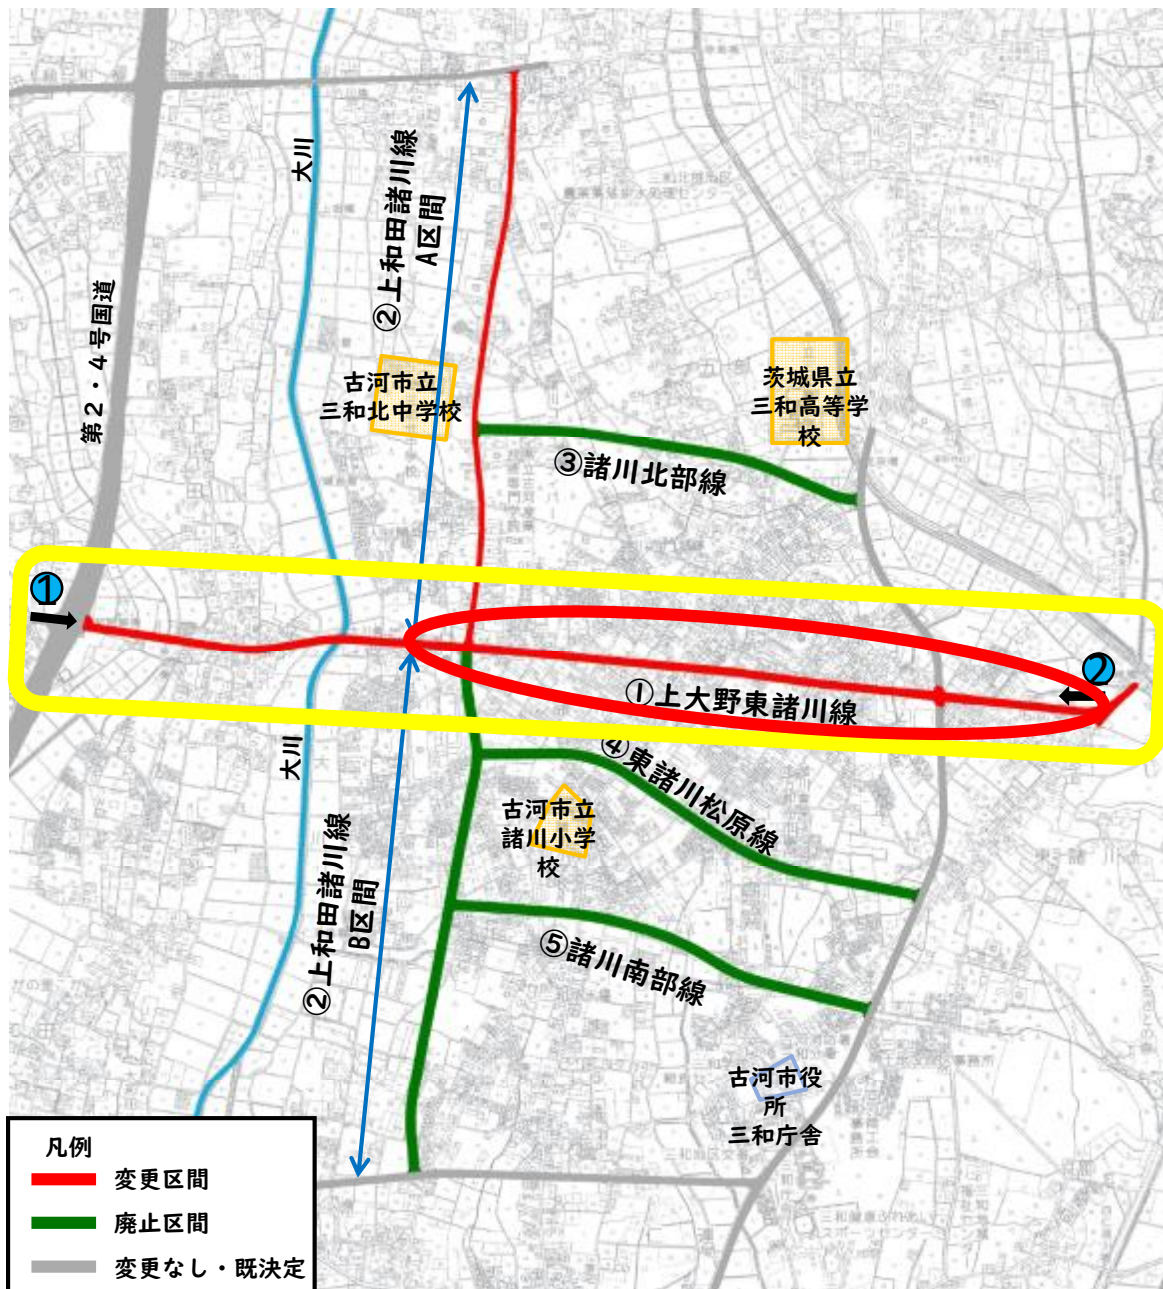 大川
②上和田諸川線
A区間
第2・4号国道
古河市立
三和北中学校
茨城県立
三和高等学
校
③諸川北部線
①
②
①上大野東諸川線
大川
④東諸川松原線
古河市立
諸川小学
校
②上和田諸川線
B区間
⑤諸川南部線
古河市役
所
三和庁舎
凡例
変更区間
廃止区間
変更なし・既決定